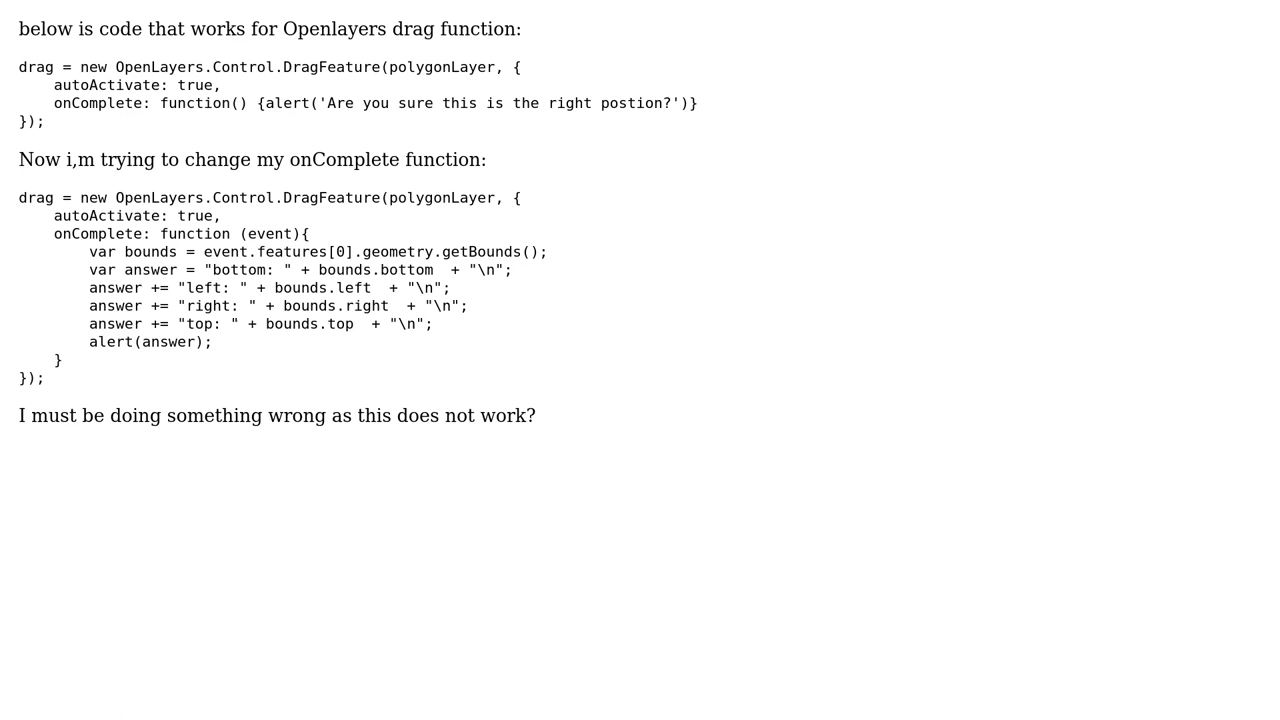 below is code that works for Openlayers drag function:
drag = new OpenLayers.Control.DragFeature(polygonLayer, {
    autoActivate: true,
    onComplete: function() {alert('Are you sure this is the right postion?')}
});
Now i,m trying to change my onComplete function:
drag = new OpenLayers.Control.DragFeature(polygonLayer, {
    autoActivate: true,
    onComplete: function (event){
        var bounds = event.features[0].geometry.getBounds();
        var answer = "bottom: " + bounds.bottom  + "\n";
        answer += "left: " + bounds.left  + "\n";
        answer += "right: " + bounds.right  + "\n";
        answer += "top: " + bounds.top  + "\n";
        alert(answer);
    }
});
I must be doing something wrong as this does not work?